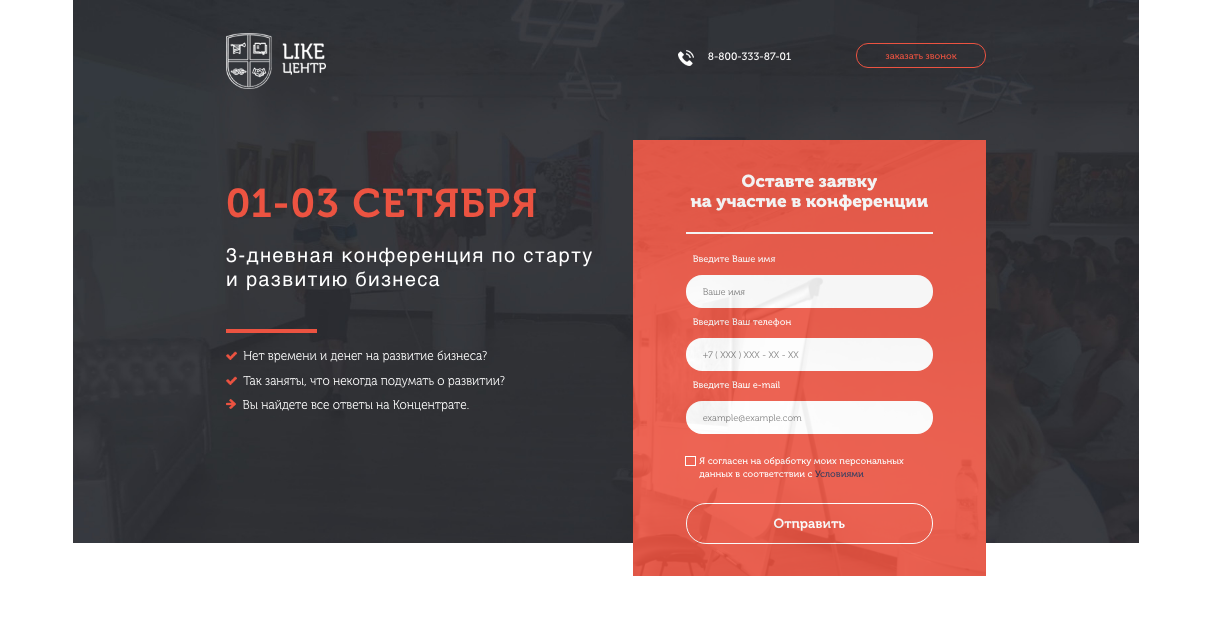 LIKE
ЦЕНТР
8-800-333-87-01
заказать звонок
01-03 СЕТЯБРЯ
3-дневная конференция по старту
и развитию бизнеса
Нет времени и денег на развитие бизнеса?
Так заняты, что некогда подумать о развитии?
Вы найдете все ответы на Концентрате.
Оставте заявку
на участие в конференции
Введите Ваше имя
Ваше имя
Введите Ваш телефон
+7 ( XXX ) XXX - XX - XX
Введите Ваш e-mail
example@example.com
Я согласен на обработку моих персональных
данных в соответствии с Условиями
Отправить